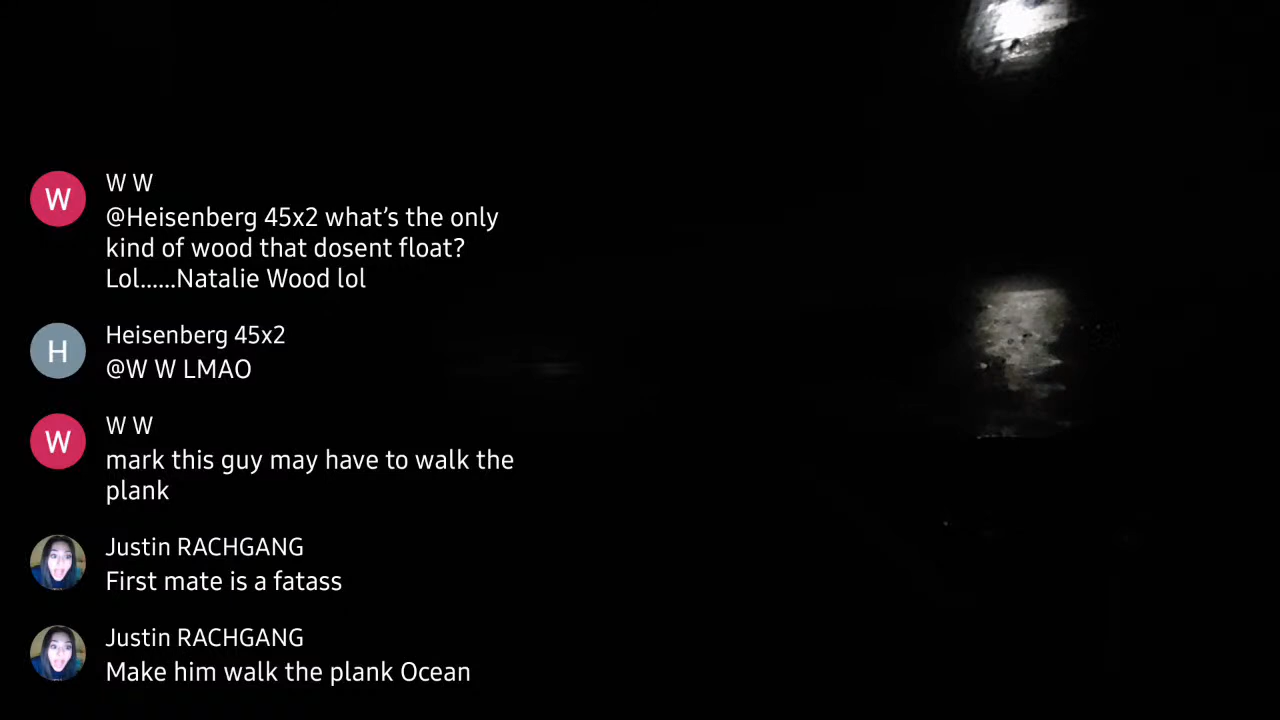 W
W W
@Heisenberg 45x2 what's the only
kind of wood that dosent float?
Lol......Natalie Wood lol
H
Heisenberg 45x2
@W W LMAO
W
W W
mark this guy may have to walk the
plank
Justin RACHGANG
First mate is a fatass
Justin RACHGANG
Make him walk the plank Ocean